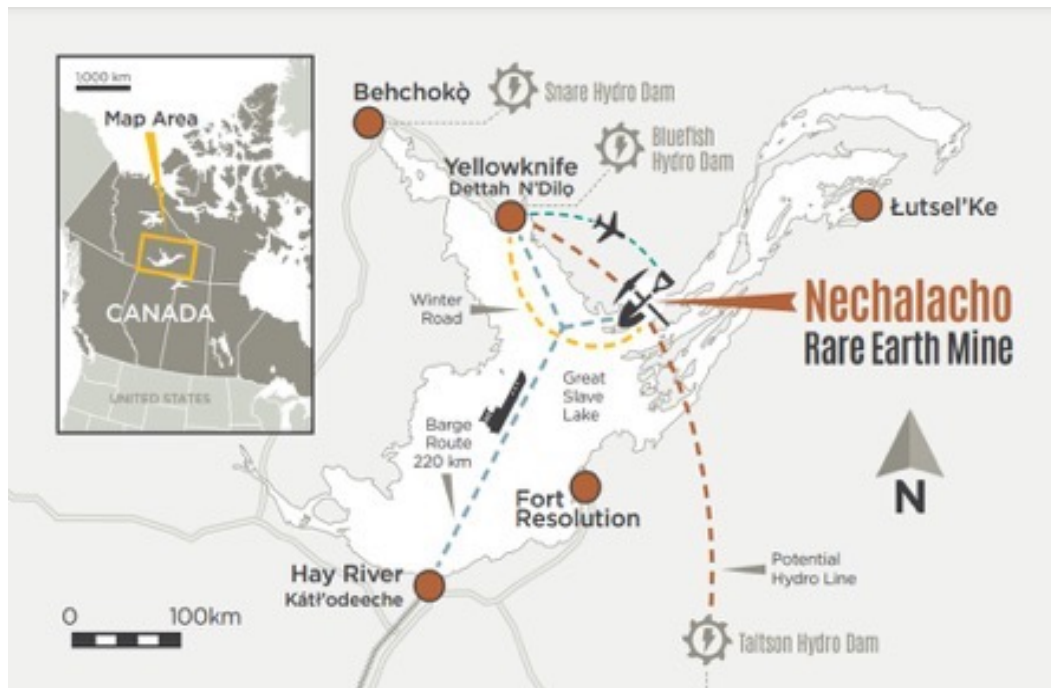 1000 km
Map Area
CANADA
UNITED STATES
Behchokǫ̀
Snare Hydro Dam
Bluefish
Hydro Dam
Yellowknife
Dettah N'Dilǫ
Łutsel'Ke
Winter
Road
Nechalacho
Rare Earth Mine
Great
Slave
Lake
Barge
Route
220 km
N
Fort
Resolution
Potential
Hydro Line
Hay River
Kátł'odeeche
0 100km
Taltson Hydro Dam